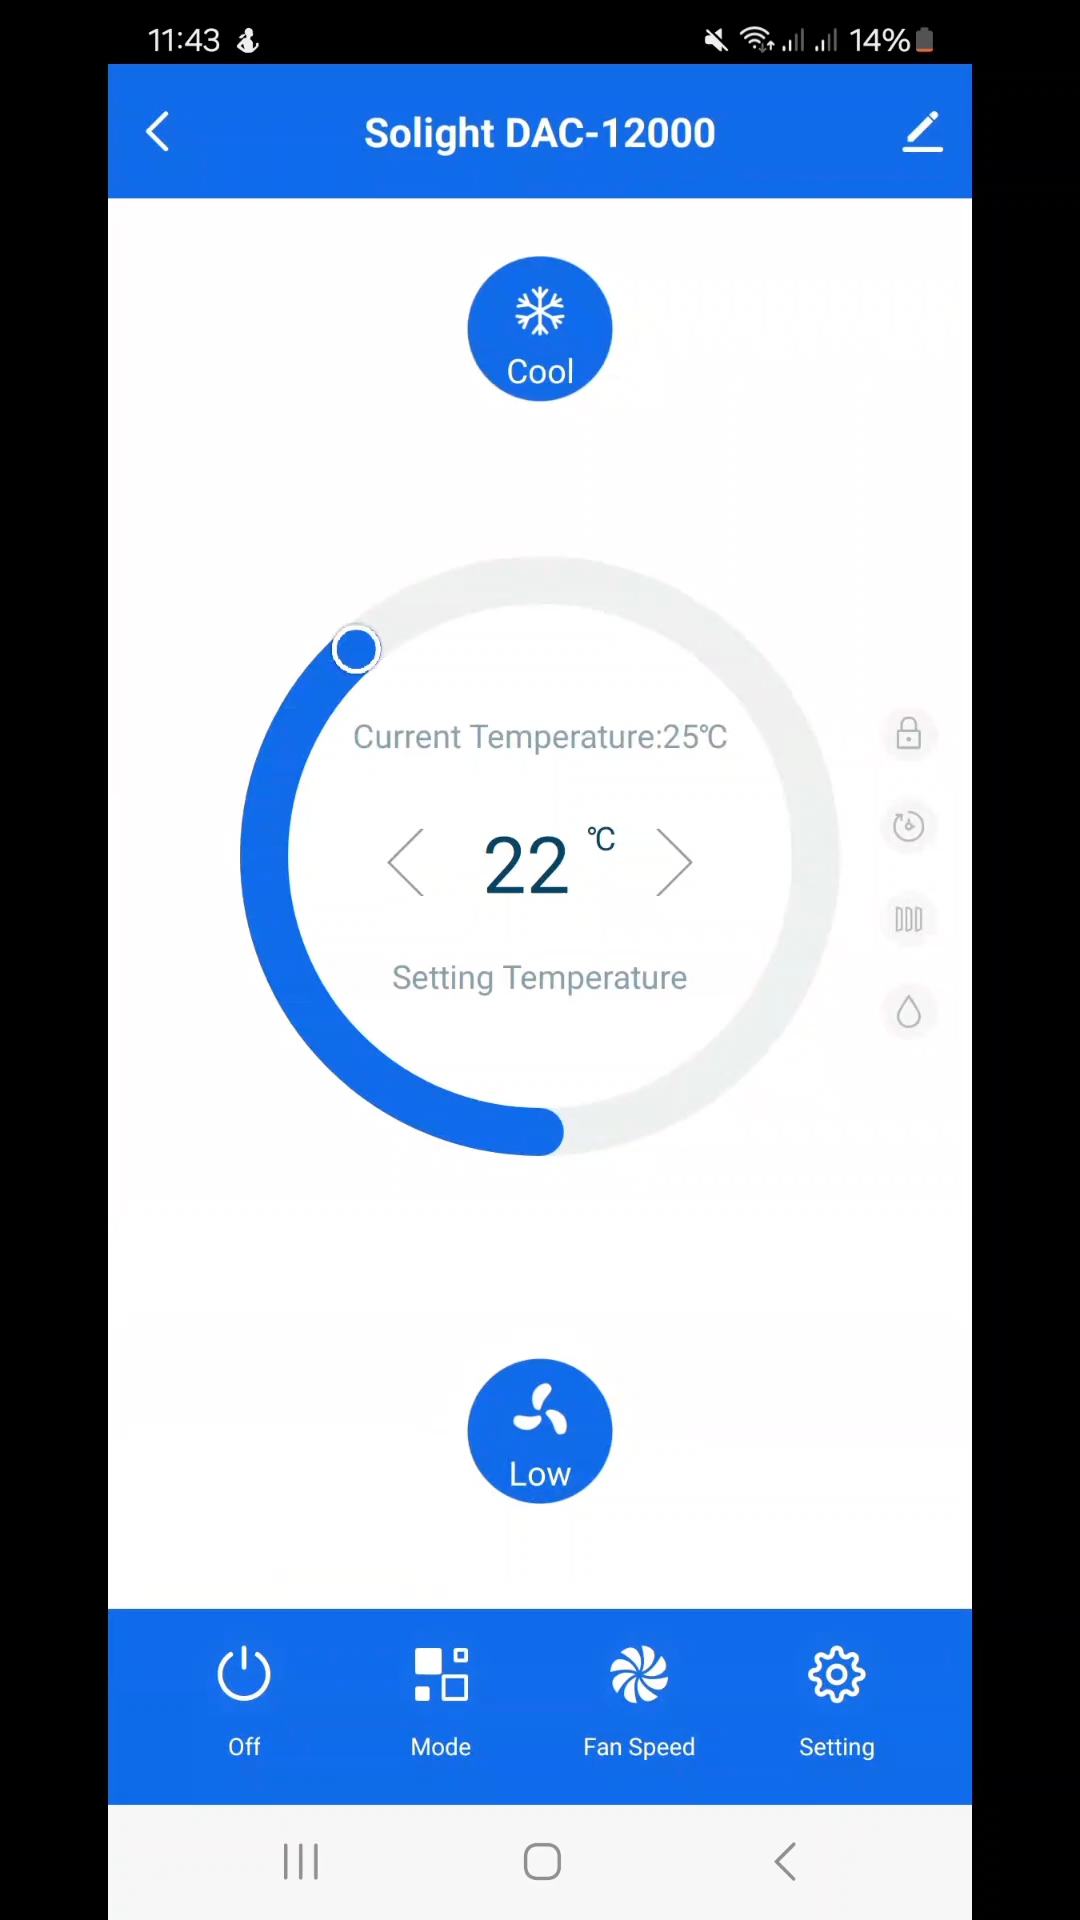 11:43 14%
Solight DAC-12000
Cool
Current Temperature:25℃
22 ℃
Setting Temperature
Low
Off Mode Fan Speed Setting